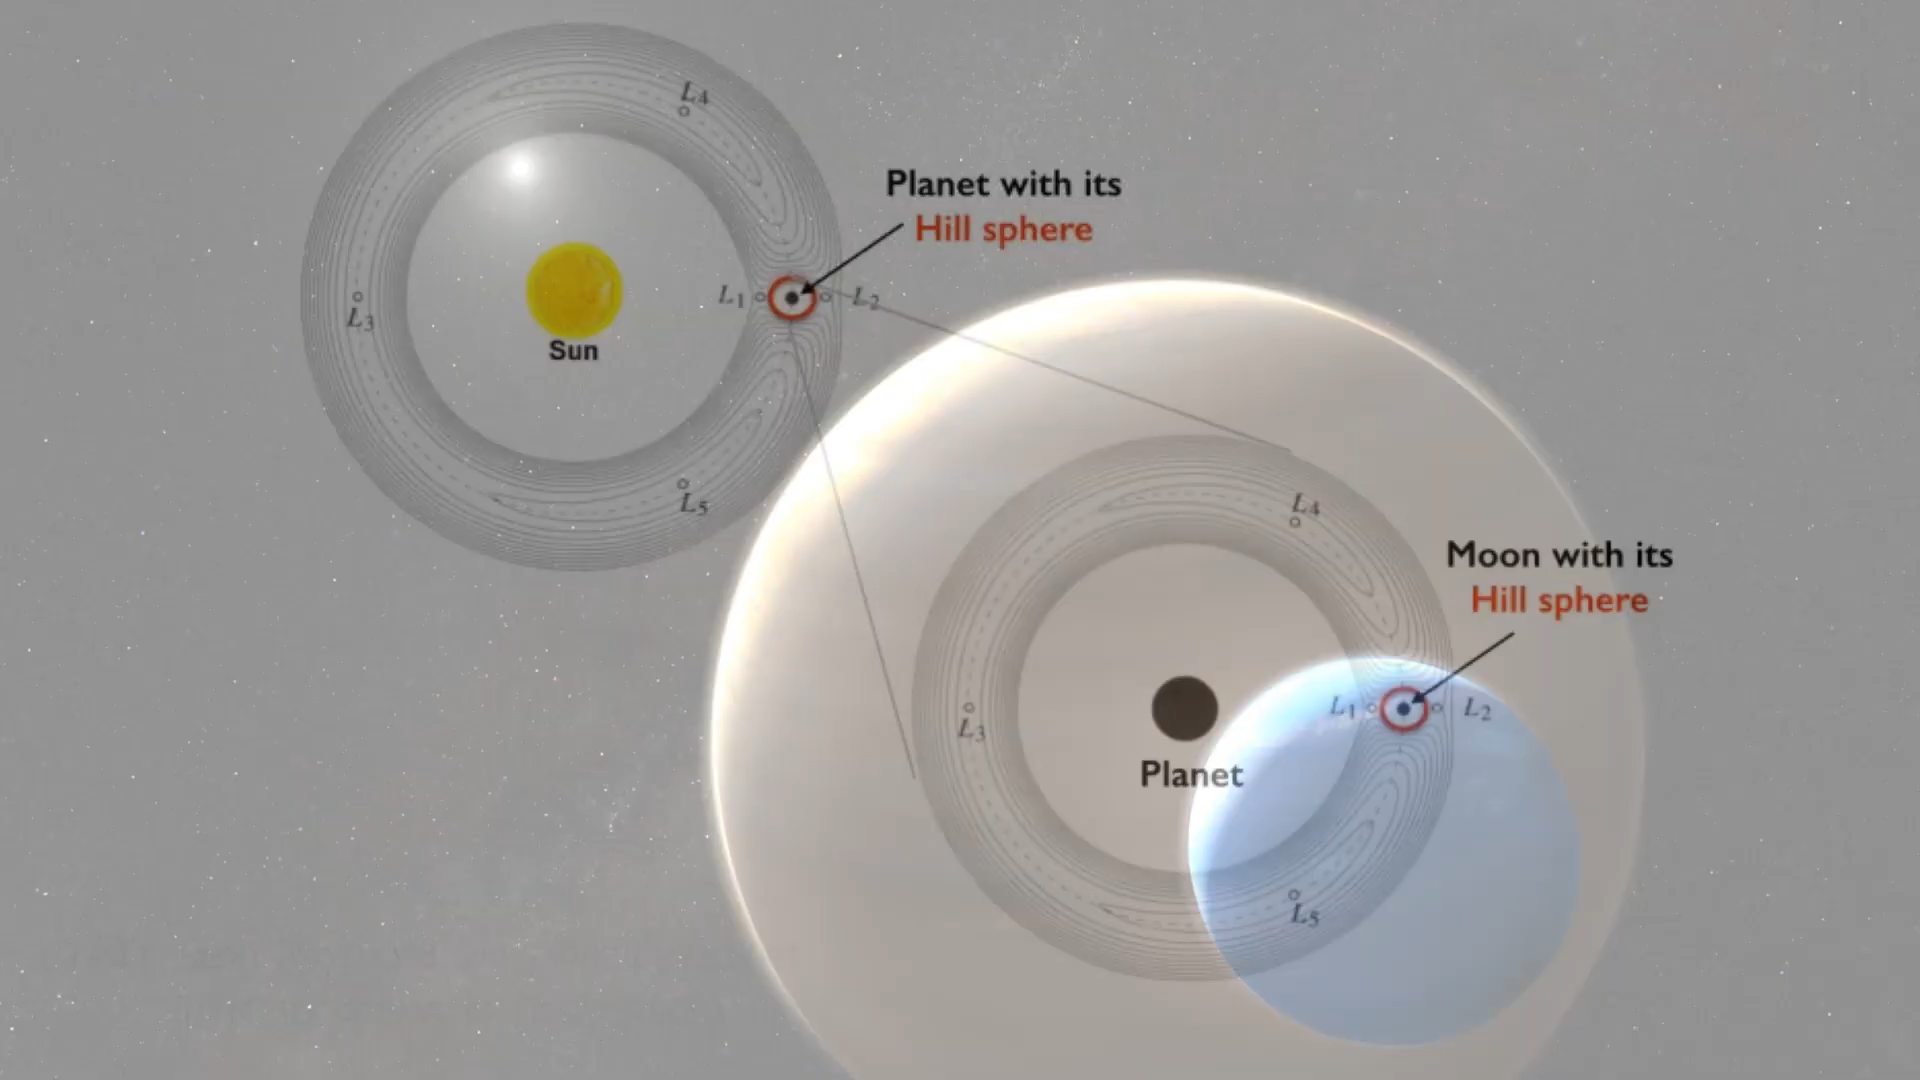 L4
Planet with its
Hill sphere
L1
L2
L3
Sun
L5
L4
Moon with its
Hill sphere
L1
L2
L3
Planet
L5